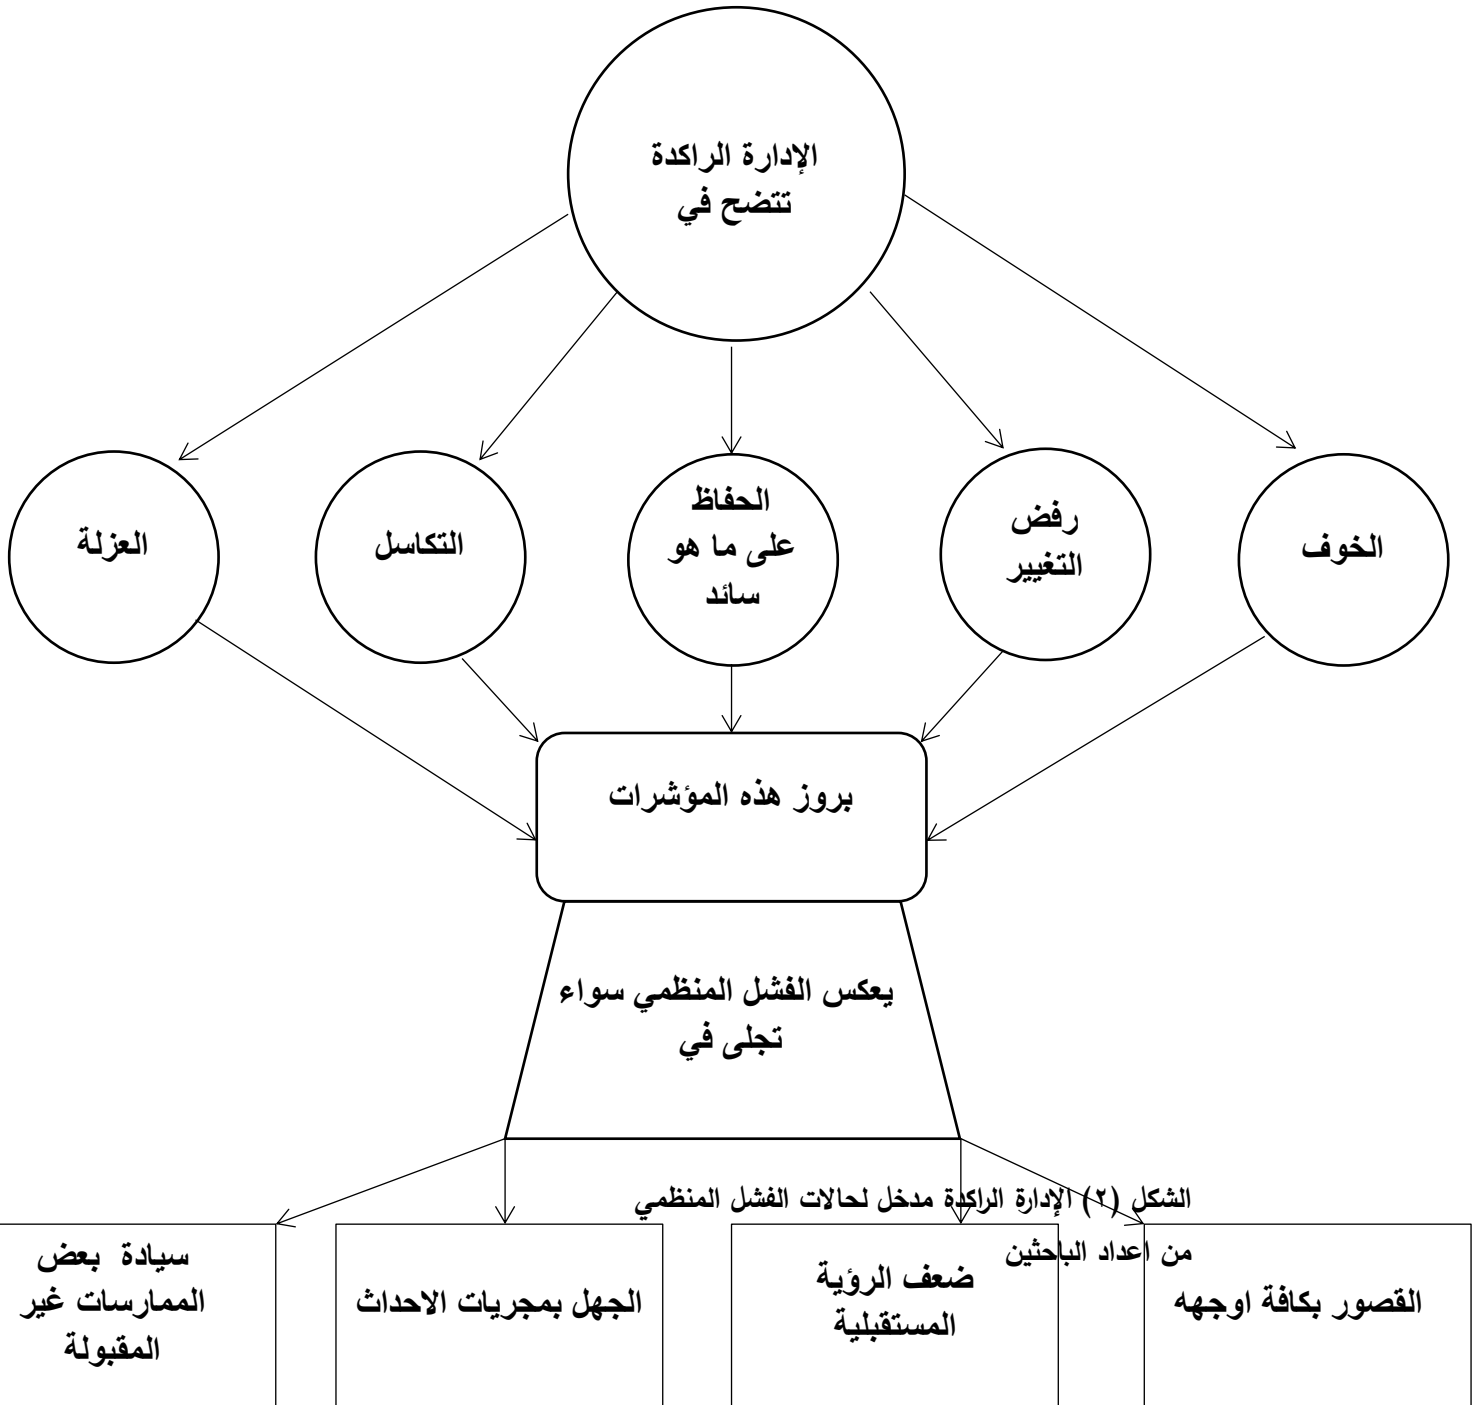 الإدارة الراكدة
تتضح في
الخوف
رفض
التغيير
الحفاظ
على ما هو
سائد
التكاسل
العزلة
بروز هذه المؤشرات
يعكس الفشل المنظمي سواء
تجلى في
الشكل (٢) الإدارة الراكدة مدخل لحالات الفشل المنظمي
من اعداد الباحثين
القصور بكافة اوجهه
ضعف الرؤية
المستقبلية
الجهل بمجريات الاحداث
سيادة بعض
الممارسات غير
المقبولة